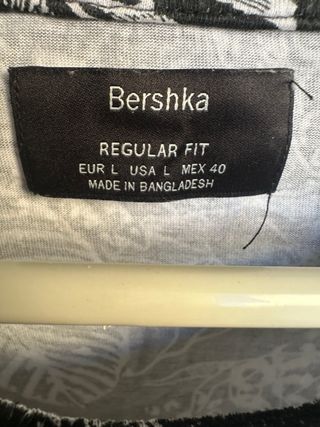 Bershka
REGULAR FIT
EUR L USA L MEX 40
MADE IN BANGLADESH